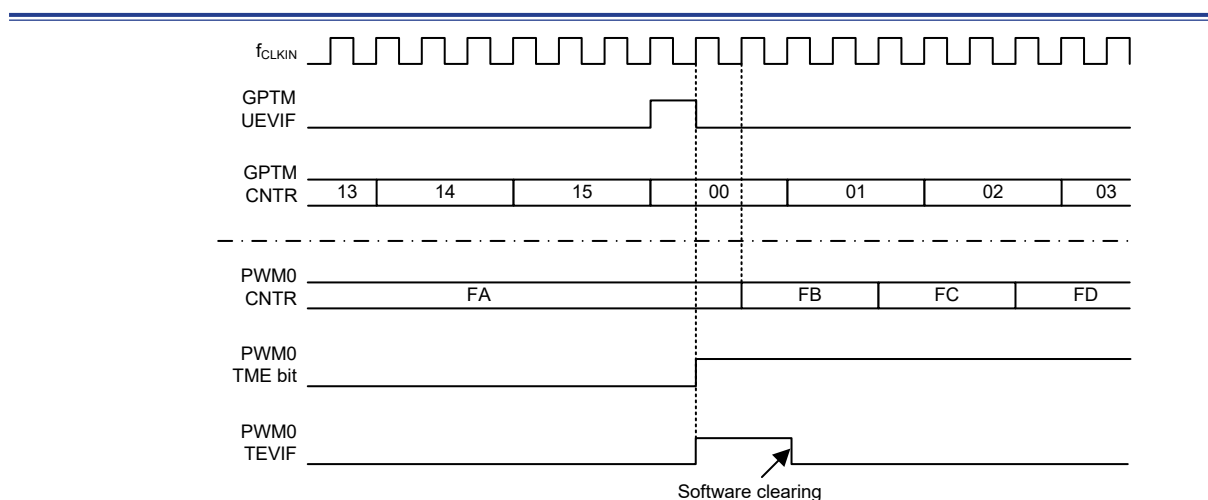 fCLKIN
GPTM
UEVIF
GPTM
CNTR
13 14 15 00 01 02 03
PWM0
CNTR
FA FB FC FD
PWM0
TME bit
PWM0
TEVIF
Software clearing